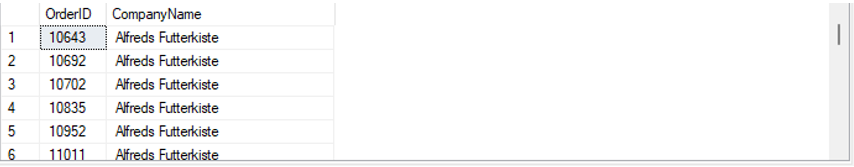 OrderID CompanyName
1 10643 Alfreds Futterkiste
2 10692 Alfreds Futterkiste
3 10702 Alfreds Futterkiste
4 10835 Alfreds Futterkiste
5 10952 Alfreds Futterkiste
6 11011 Alfreds Futterkiste